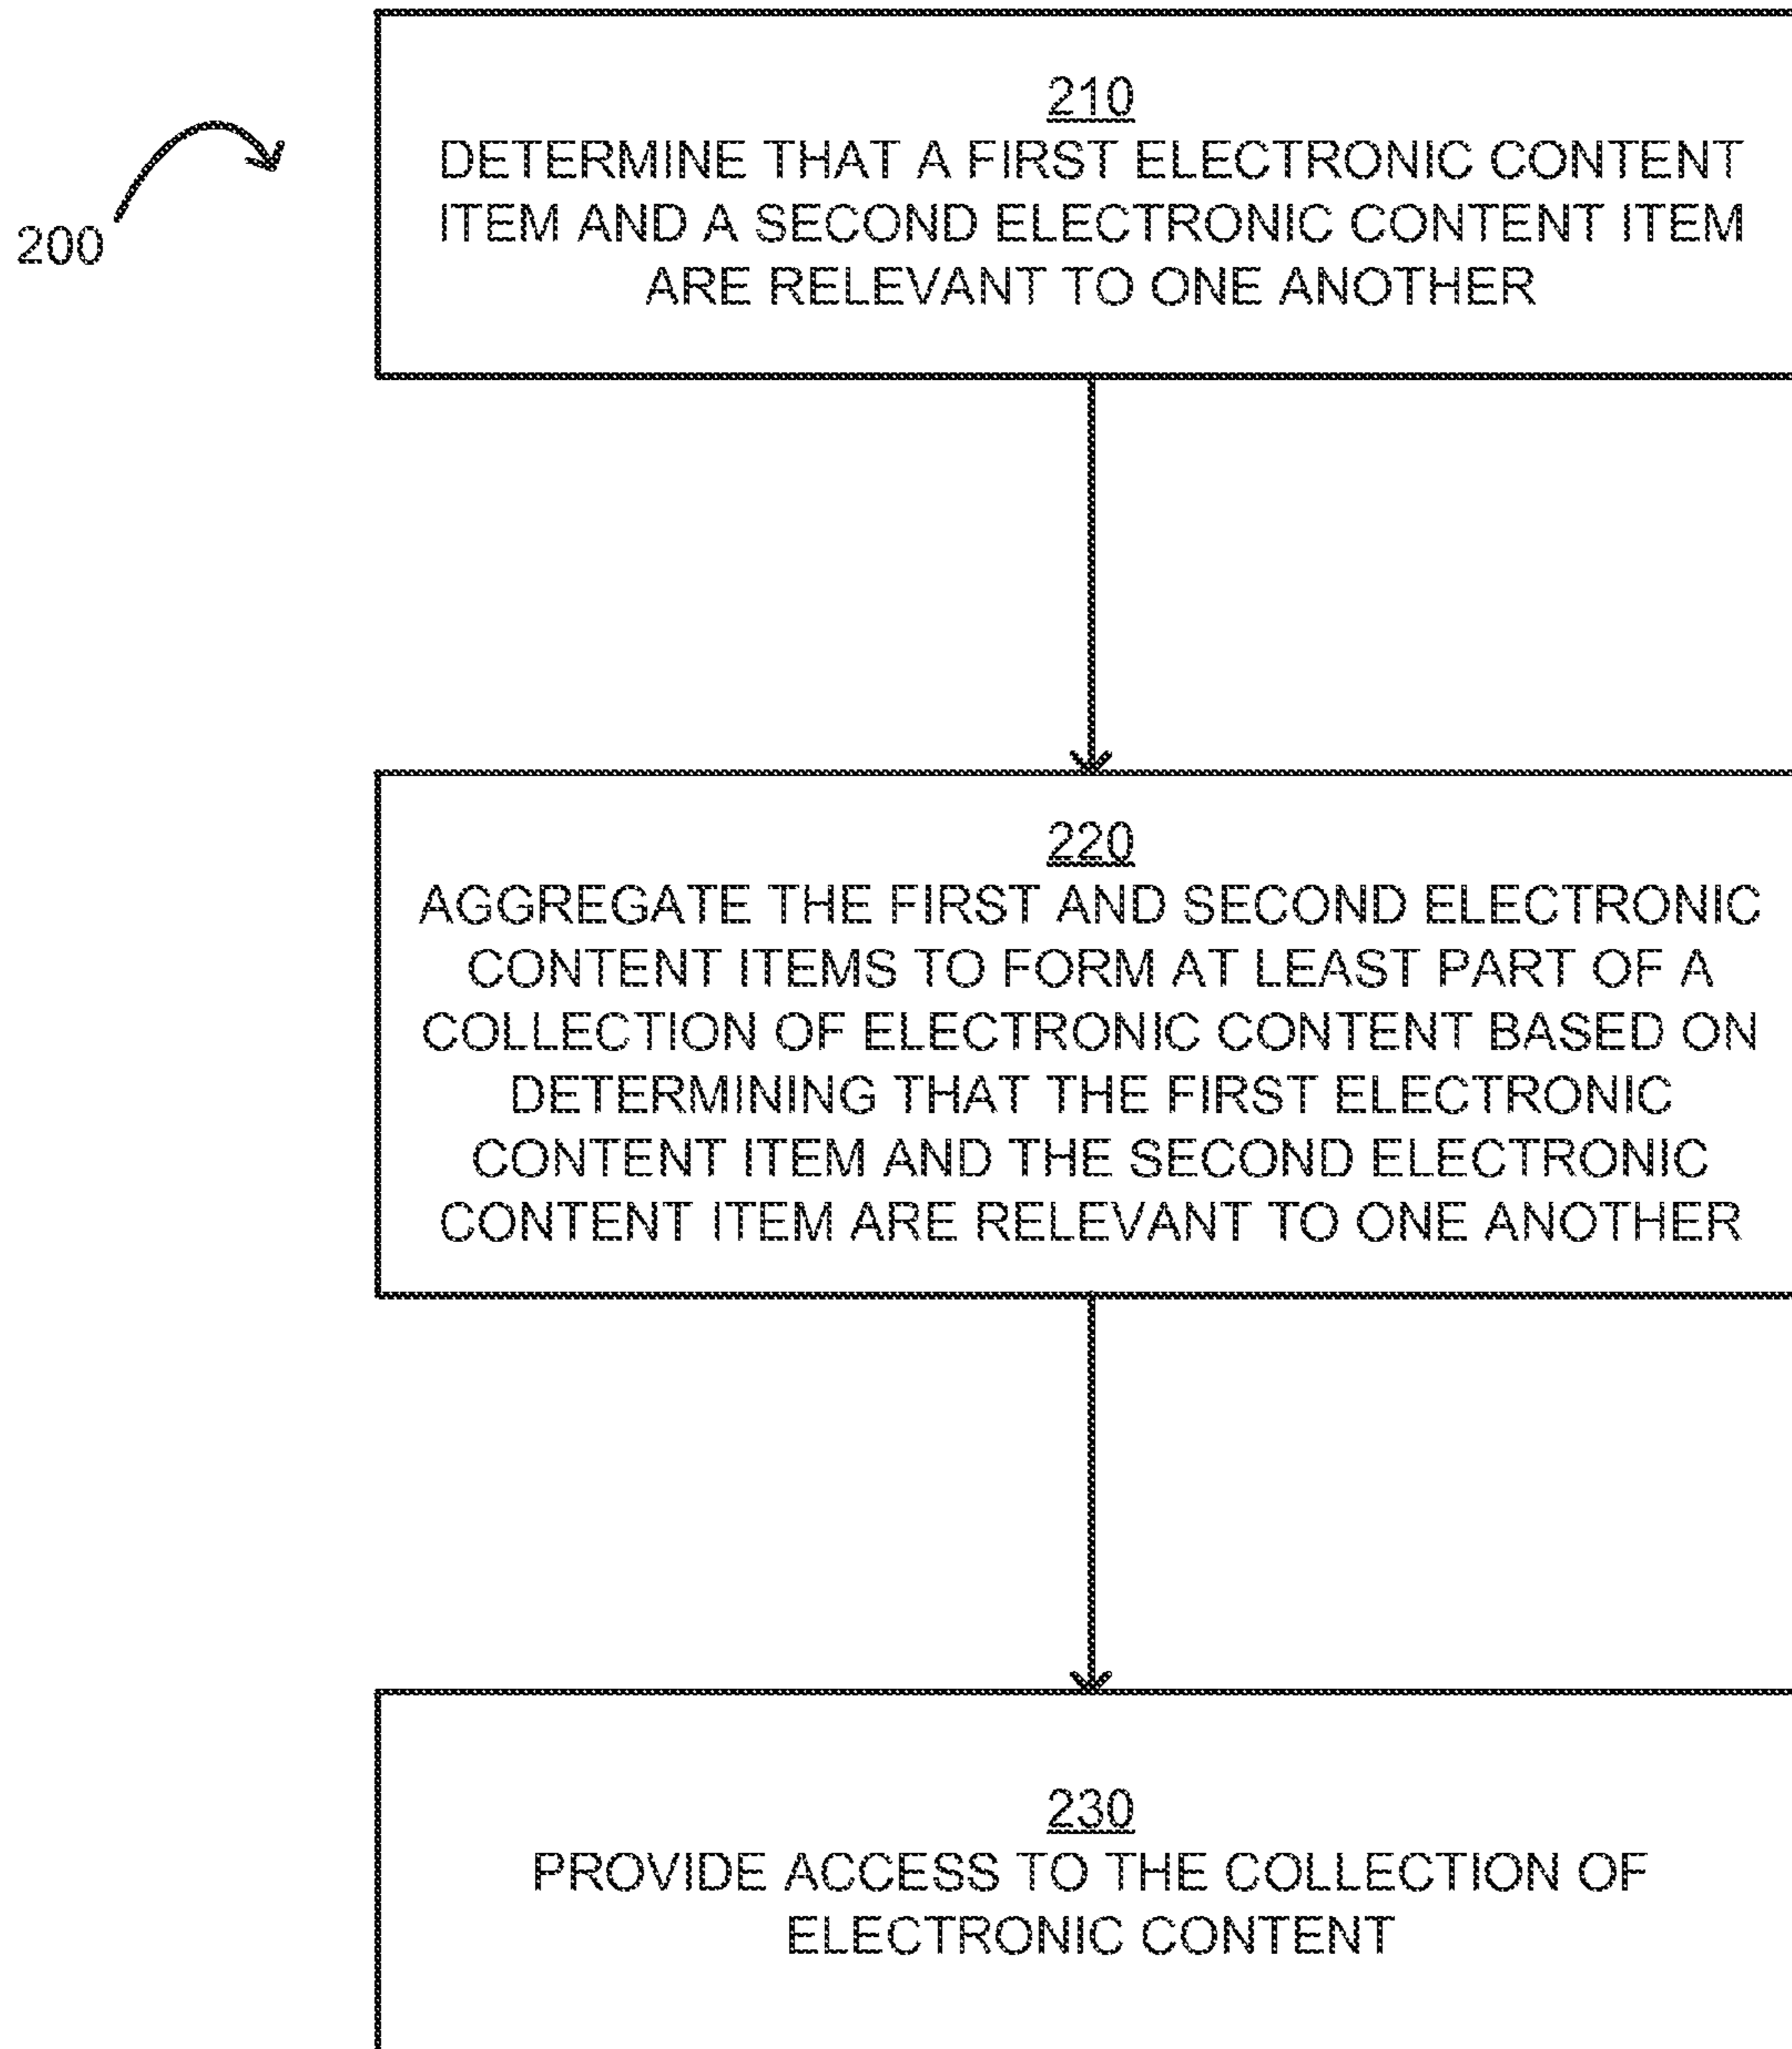 200
210
DETERMINE THAT A FIRST ELECTRONIC CONTENT
ITEM AND A SECOND ELECTRONIC CONTENT ITEM
ARE RELEVANT TO ONE ANOTHER
220
AGGREGATE THE FIRST AND SECOND ELECTRONIC
CONTENT ITEMS TO FORM AT LEAST PART OF A
COLLECTION OF ELECTRONIC CONTENT BASED ON
DETERMINING THAT THE FIRST ELECTRONIC
CONTENT ITEM AND THE SECOND ELECTRONIC
CONTENT ITEM ARE RELEVANT TO ONE ANOTHER
230
PROVIDE ACCESS TO THE COLLECTION OF
ELECTRONIC CONTENT